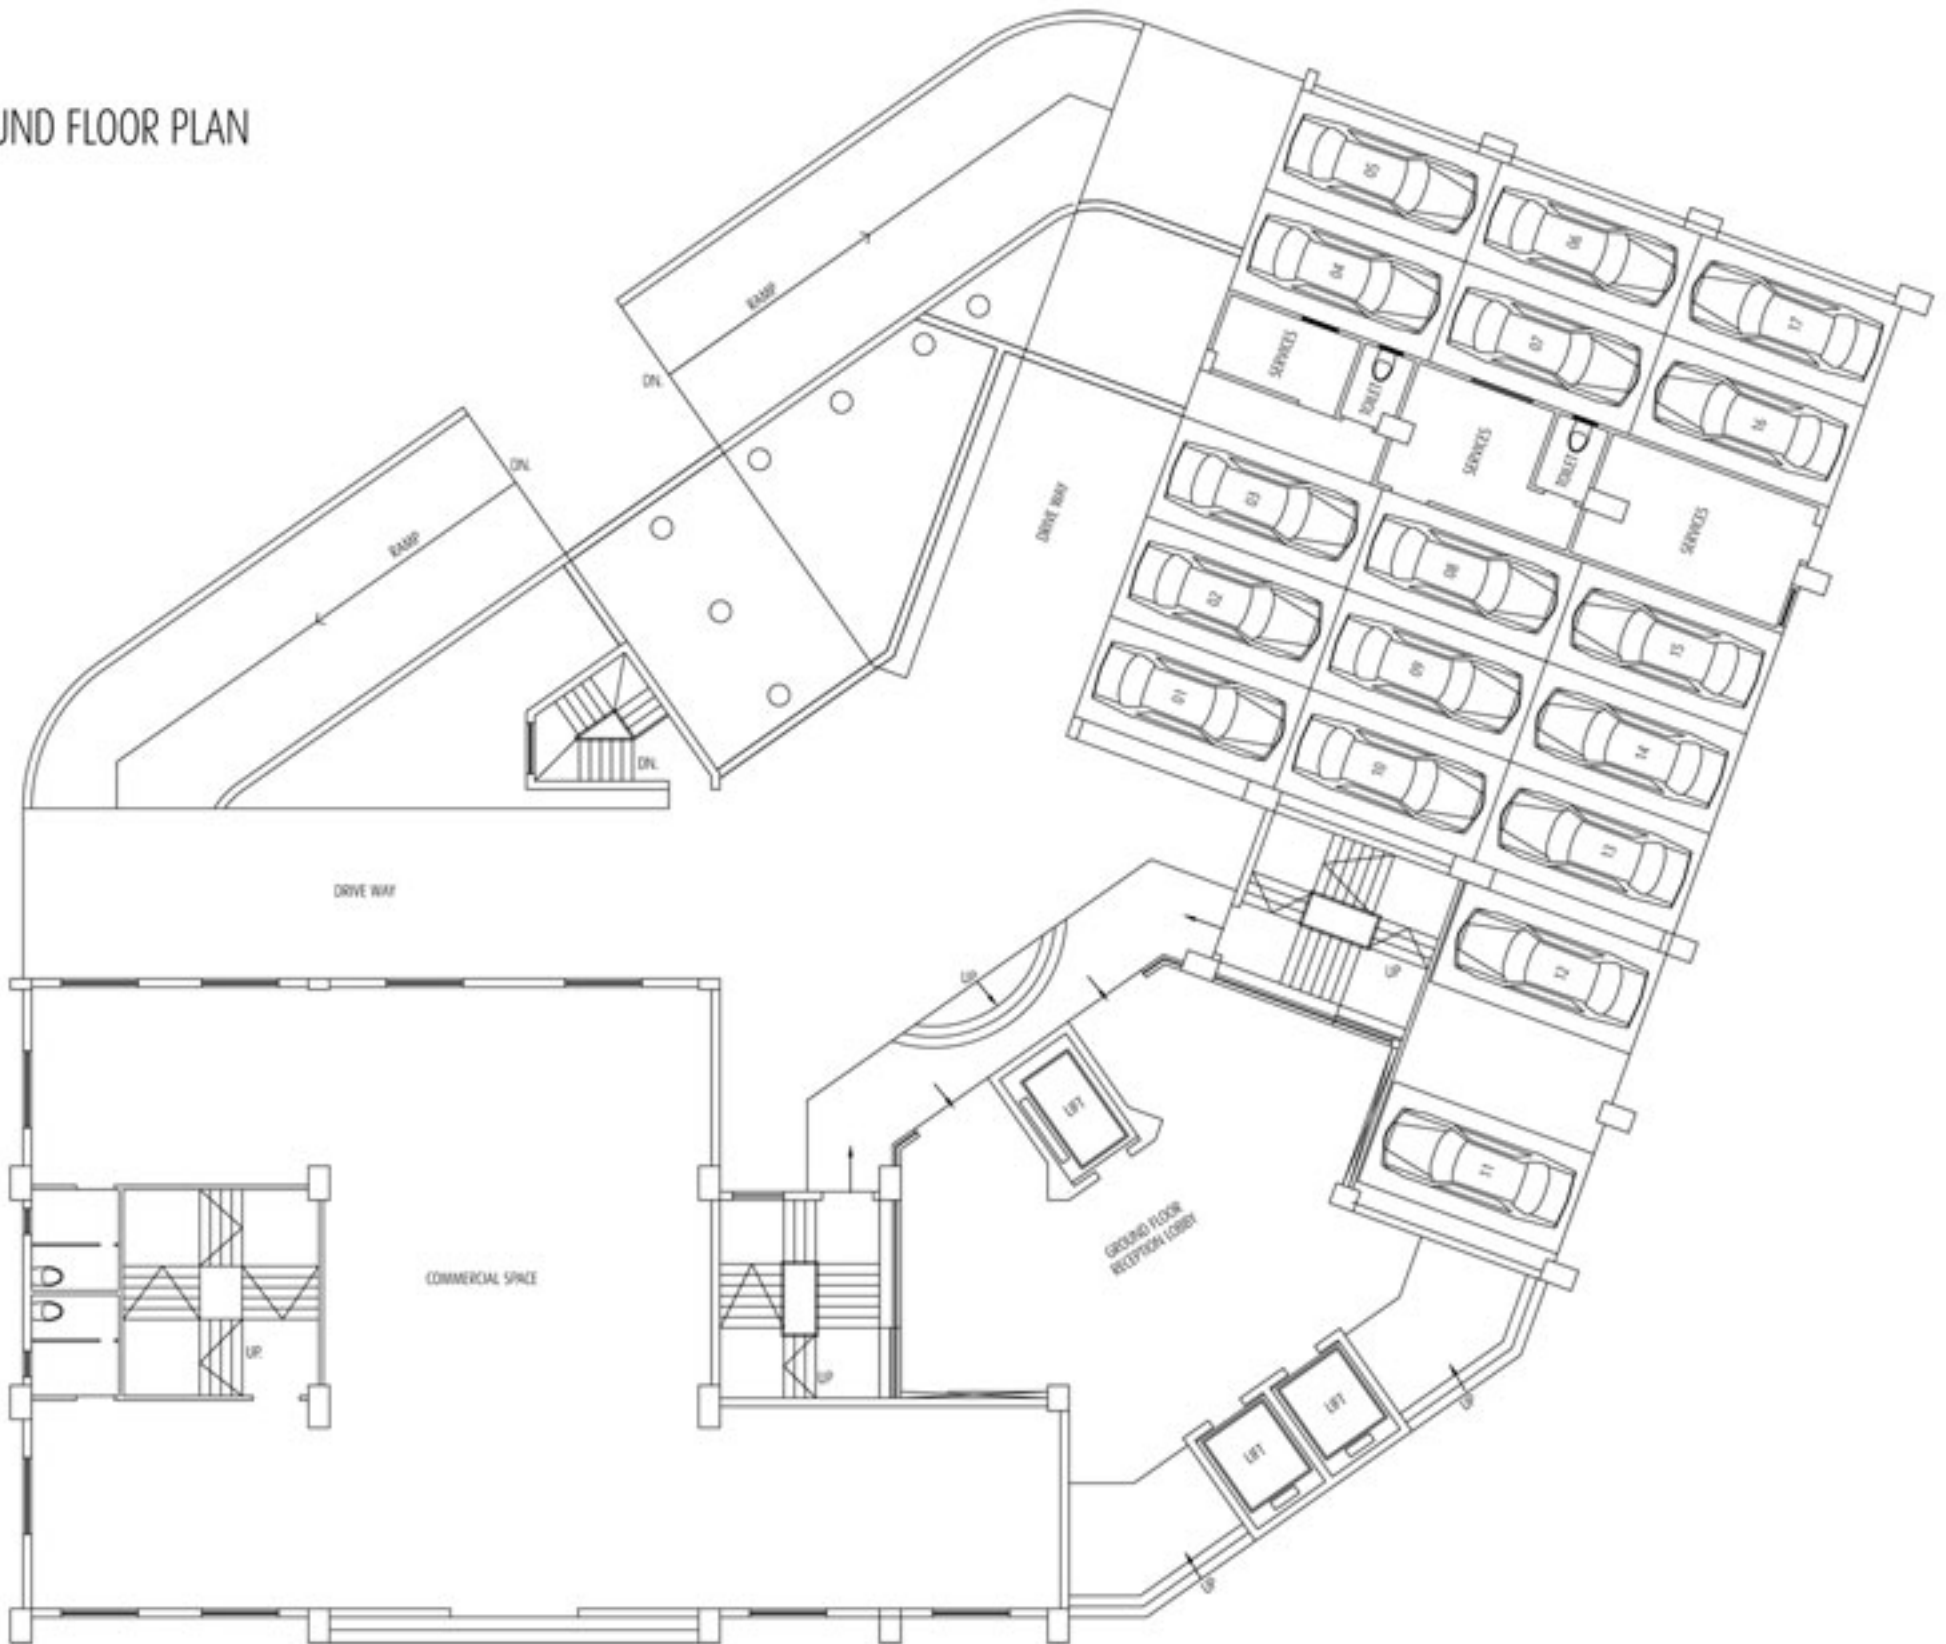 UND FLOOR PLAN
05
06
04
17
RAMP
07
SERVICES
DN.
TOILET
16
SERVICES
DN.
TOILET
03
DRIVE WAY
SERVICES
RAMP
08
02
15
09
01
14
DN.
10
13
DRIVE WAY
12
UP
UP
LIFT
11
GROUND FLOOR
RECEPTION LOBBY
COMMERCIAL SPACE
UP.
UP
LIFT
UP
LIFT
UP